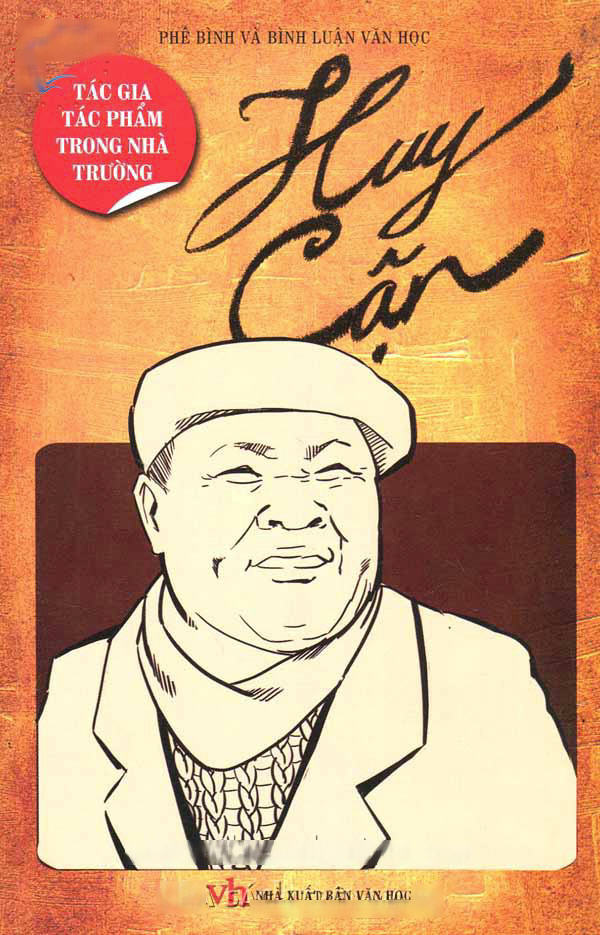 PHÊ BÌNH VÀ BÌNH LUẬN VĂN HỌC
TÁC GIA
TÁC PHẨM
TRONG NHÀ
TRƯỜNG
Huy
Cận
vh NHÀ XUẤT BẢN VĂN HỌC